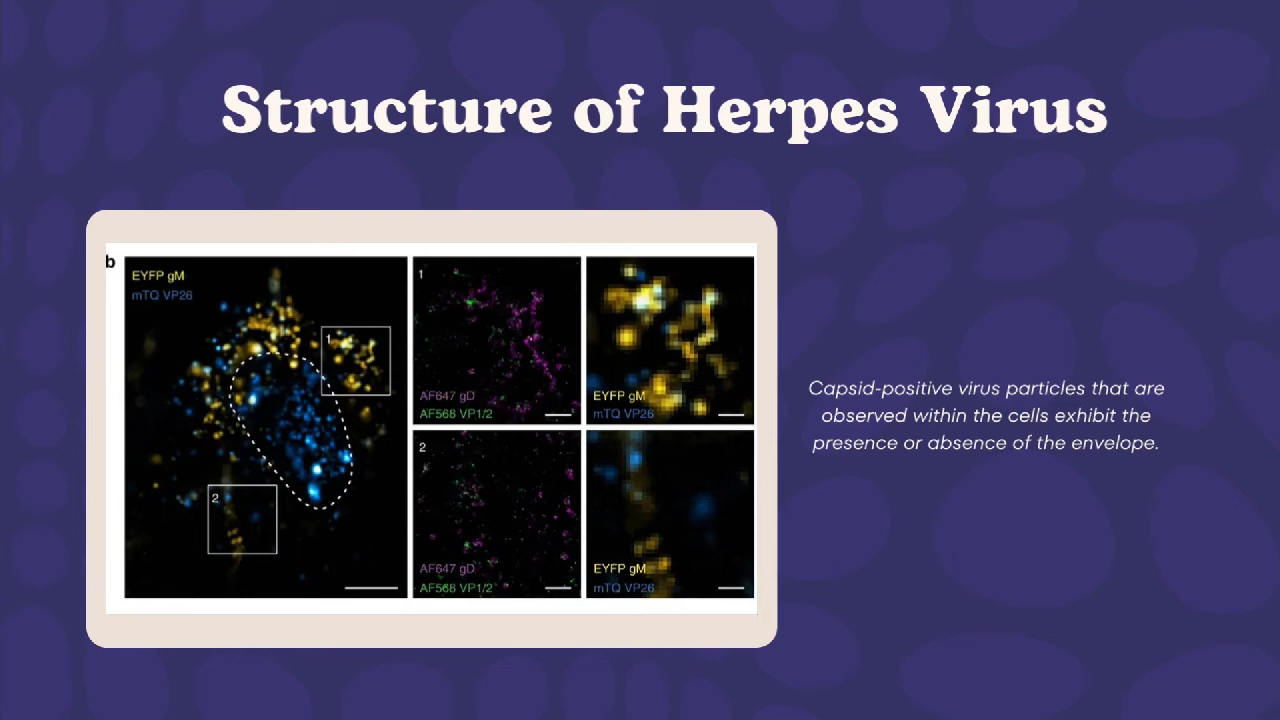 Structure of Herpes Virus
b
EYFP gM
mTQ VP26
1
2
1
AF647 gD
AF568 VP1/2
EYFP gM
mTQ VP26
2
AF647 gD
AF568 VP1/2
EYFP gM
mTQ VP26
Capsid-positive virus particles that are
observed within the cells exhibit the
presence or absence of the envelope.